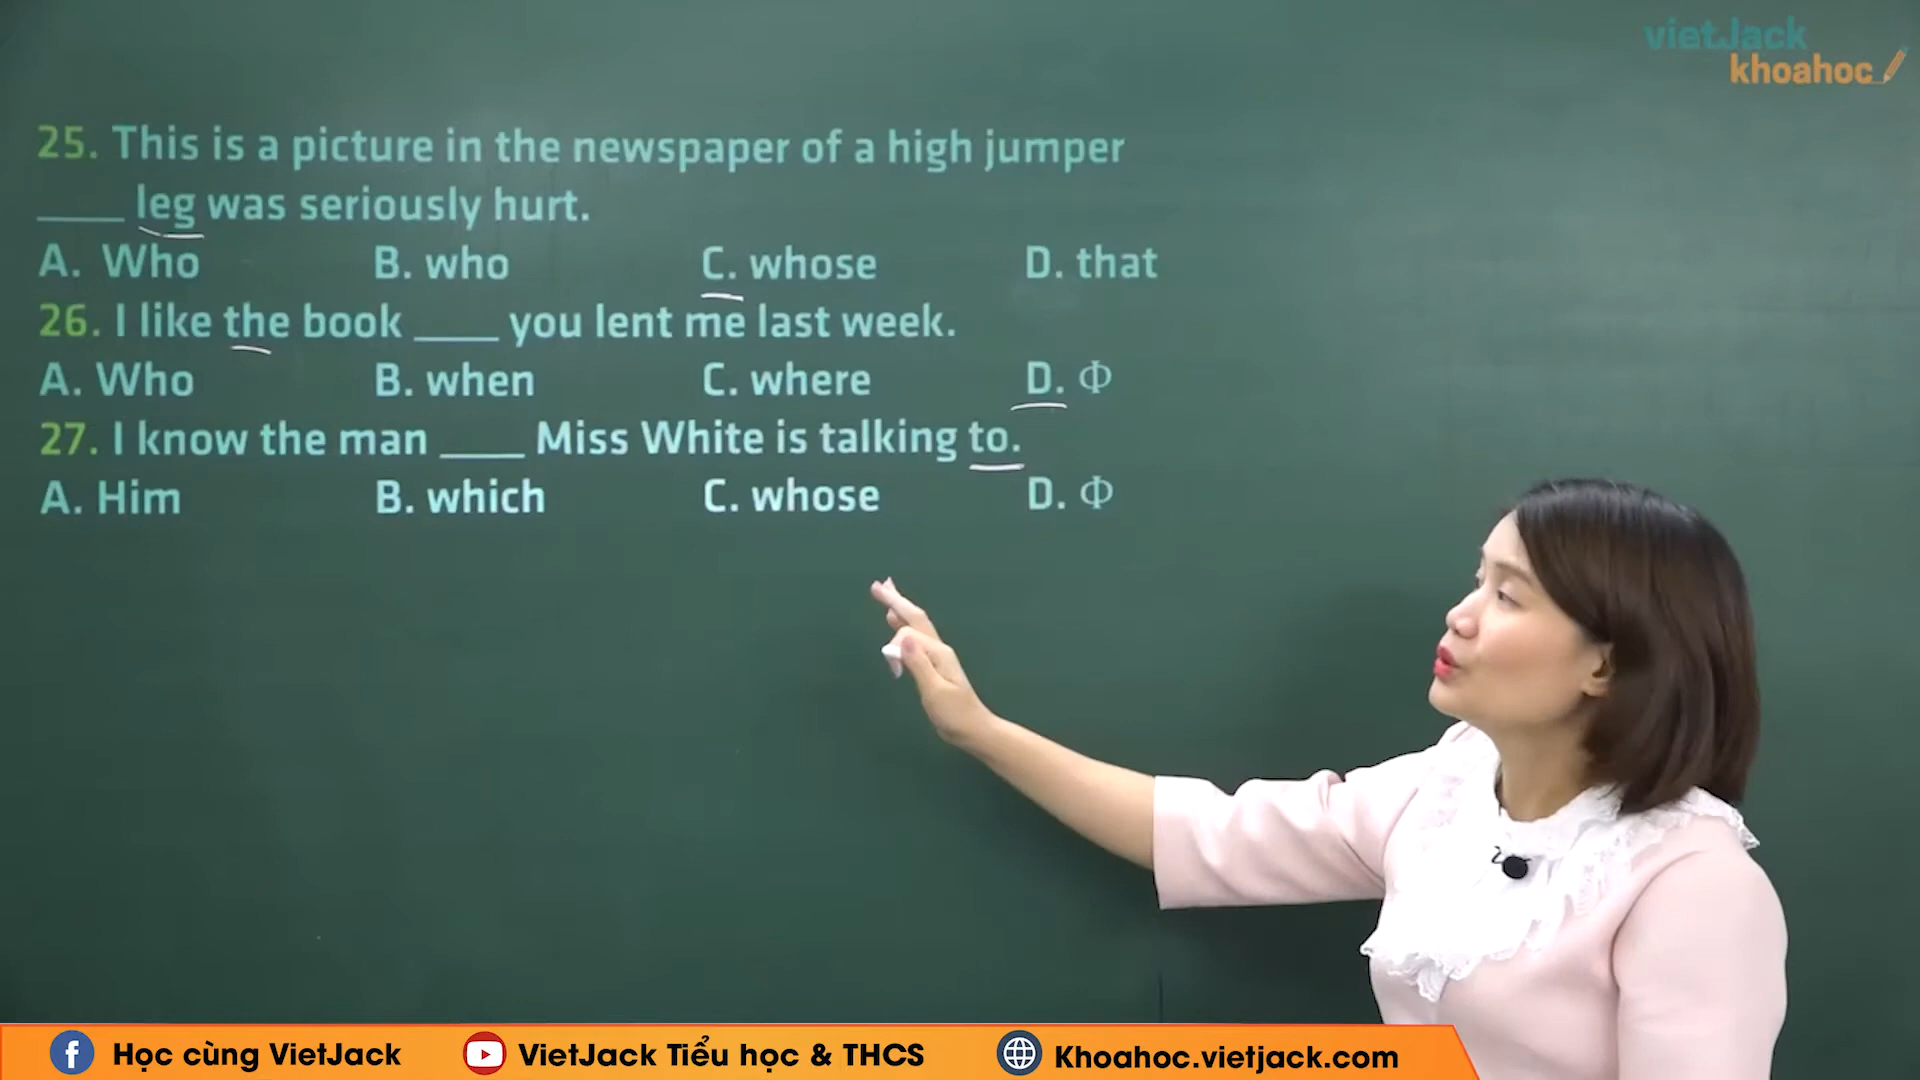 vietJack
khoahoc
25. This is a picture in the newspaper of a high jumper
____ leg was seriously hurt.
A. Who B. who C. whose D. that
26. I like the book ____ you lent me last week.
A. Who B. when C. where D. Φ
27. I know the man ____ Miss White is talking to.
A. Him B. which C. whose D. Φ
Học cùng VietJack VietJack Tiểu học & THCS Khoahoc.vietjack.com